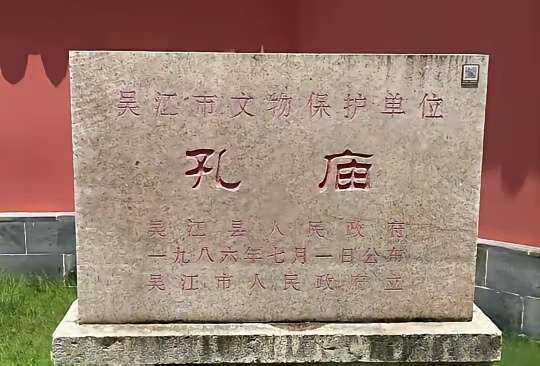 吴江市文物保护单位
孔庙
吴江县人民政府
一九八六年七月一日公布
吴江市人民政府立